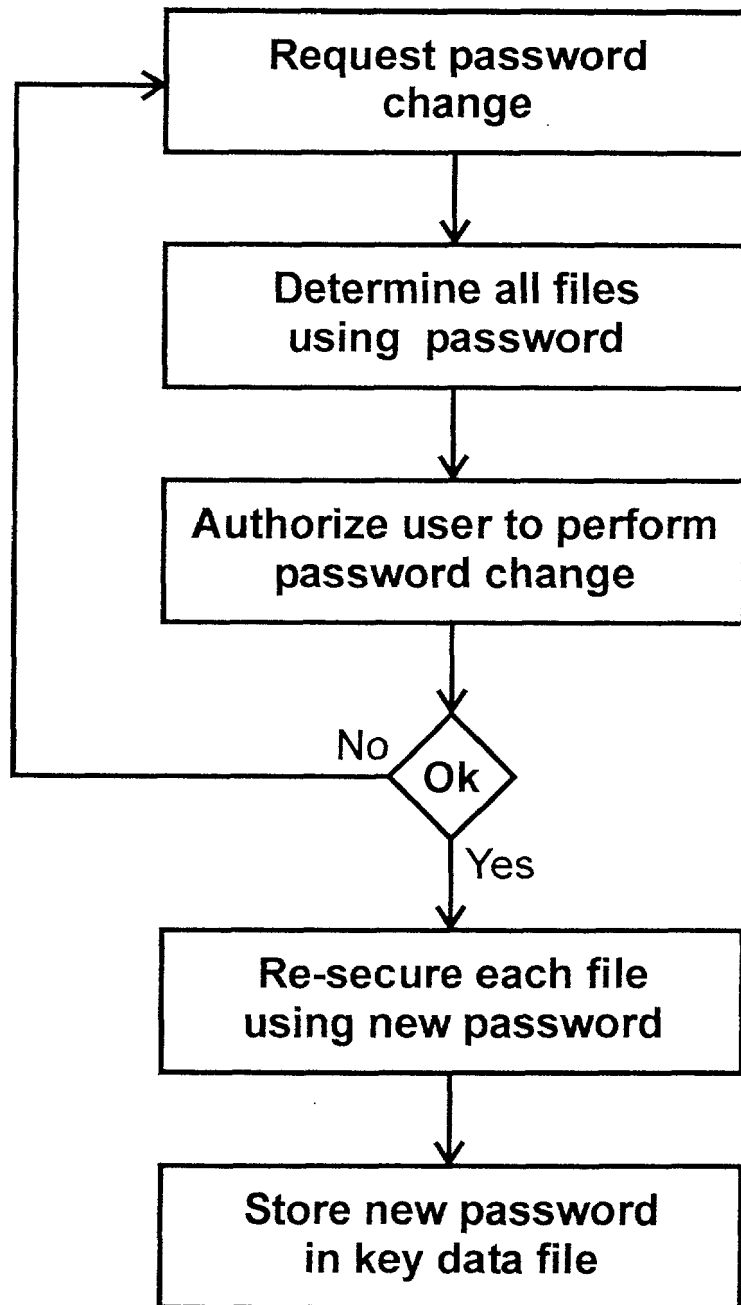 Request password
change
Determine all files
using password
Authorize user to perform
password change
No
Ok
Yes
Re-secure each file
using new password
Store new password
in key data file